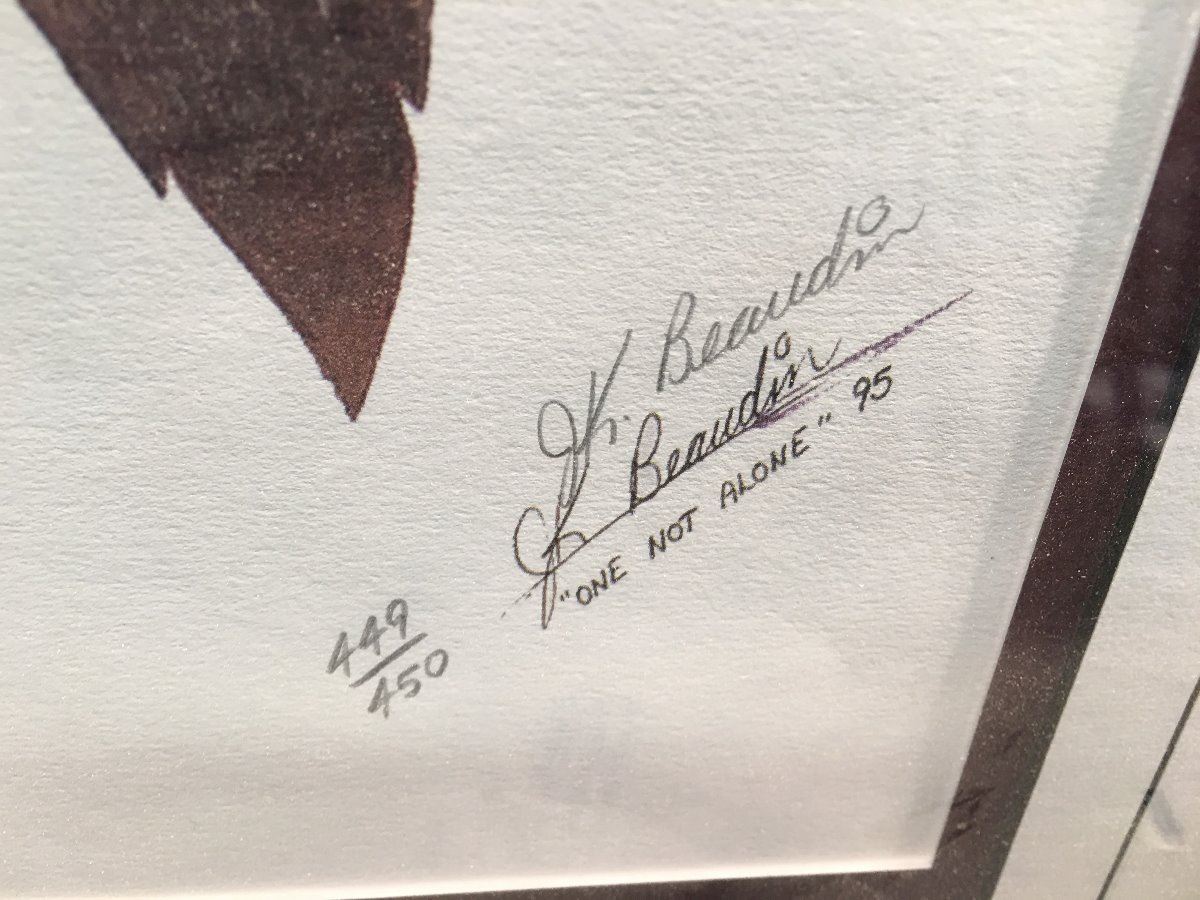 Beaudin
Beaudin
"ONE NOT ALONE" 95
449
450